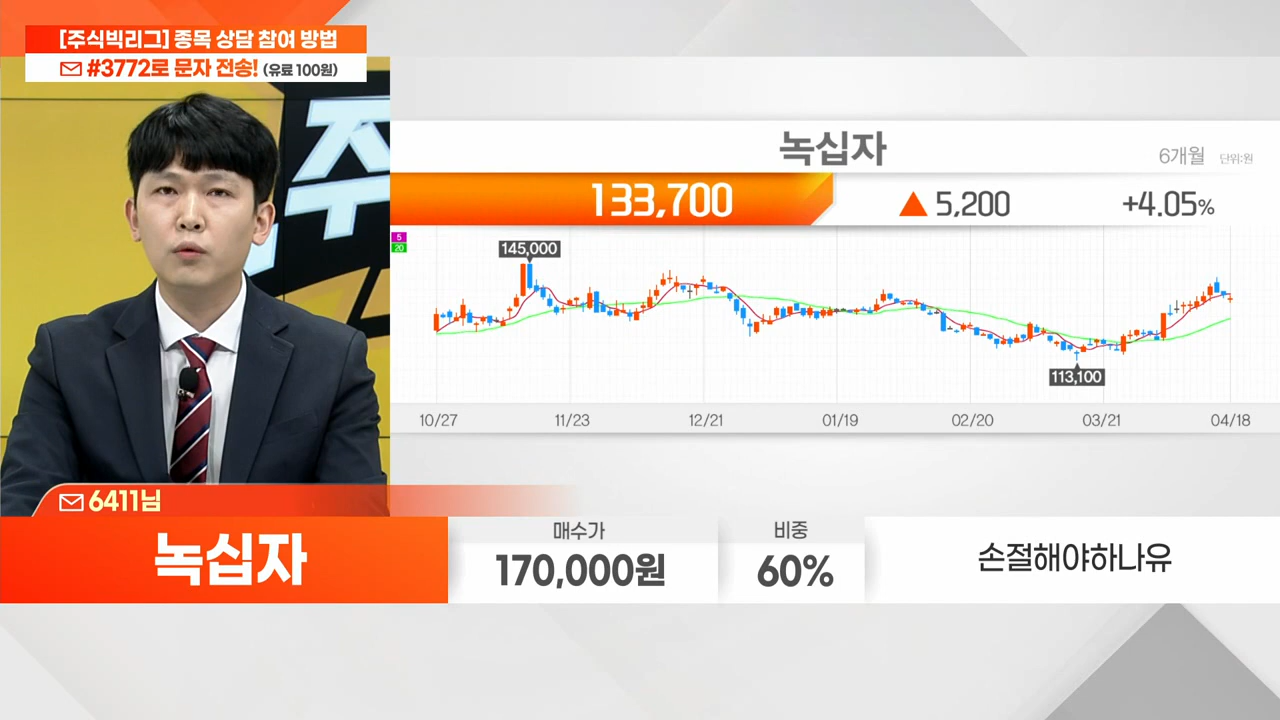 [주식빅리그] 종목 상담 참여 방법
#3772로 문자 전송! (유료 100원)
주
녹십자
6개월 단위:원
133,700 ▲ 5,200 +4.05%
5
20
145,000
113,100
10/27 11/23 12/21 01/19 02/20 03/21 04/18
6411님
녹십자
매수가
170,000원
비중
60%
손절해야하나유